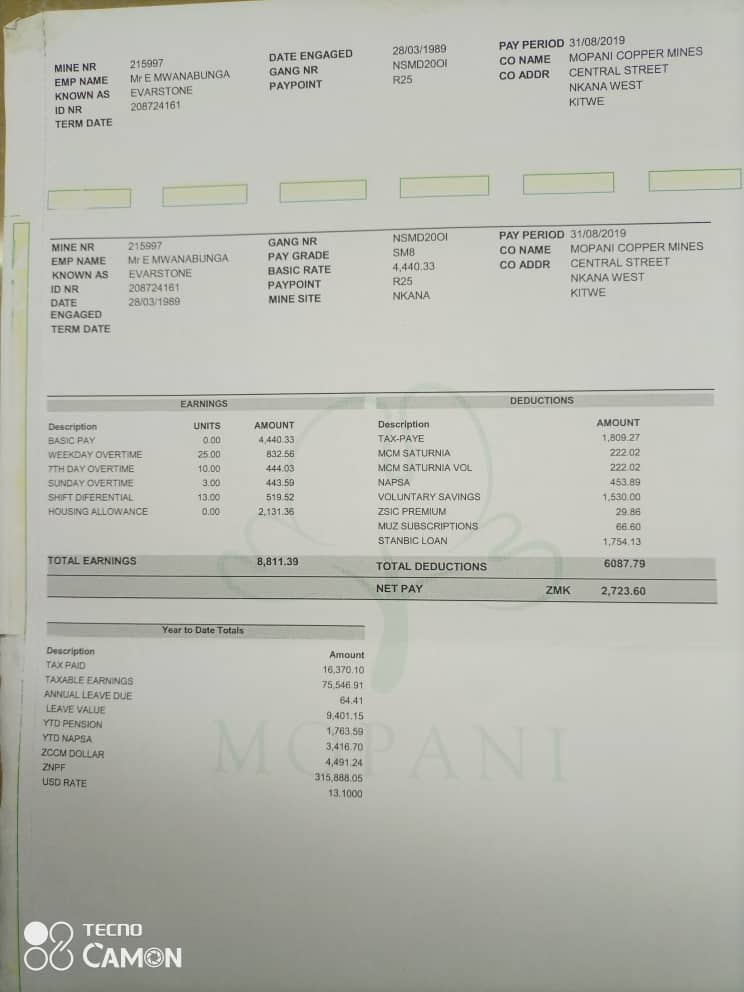 MINE NR 215997 DATE ENGAGED 28/03/1989 PAY PERIOD 31/08/2019
EMP NAME Mr E MWANABUNGA GANG NR NSMD20OI CO NAME MOPANI COPPER MINES
KNOWN AS EVARSTONE PAYPOINT R25 CO ADDR CENTRAL STREET
ID NR 208724161 NKANA WEST
TERM DATE KITWE
MINE NR 215997 GANG NR NSMD20OI PAY PERIOD 31/08/2019
EMP NAME Mr E MWANABUNGA PAY GRADE SM8 CO NAME MOPANI COPPER MINES
KNOWN AS EVARSTONE BASIC RATE 4,440.33 CO ADDR CENTRAL STREET
ID NR 208724161 PAYPOINT R25 NKANA WEST
DATE 28/03/1989 MINE SITE NKANA KITWE
ENGAGED
TERM DATE
EARNINGS DEDUCTIONS
Description UNITS AMOUNT Description AMOUNT
BASIC PAY 0.00 4,440.33 TAX-PAYE 1,809.27
WEEKDAY OVERTIME 25.00 832.56 MCM SATURNIA 222.02
7TH DAY OVERTIME 10.00 444.03 MCM SATURNIA VOL 222.02
SUNDAY OVERTIME 3.00 443.59 NAPSA 453.89
SHIFT DIFERENTIAL 13.00 519.52 VOLUNTARY SAVINGS 1,530.00
HOUSING ALLOWANCE 0.00 2,131.36 ZSIC PREMIUM 29.86
MUZ SUBSCRIPTIONS 66.60
STANBIC LOAN 1,754.13
TOTAL EARNINGS 8,811.39 TOTAL DEDUCTIONS 6087.79
NET PAY ZMK 2,723.60
Year to Date Totals
Description Amount
TAX PAID 16,370.10
TAXABLE EARNINGS 75,546.91
ANNUAL LEAVE DUE 64.41
LEAVE VALUE 9,401.15
YTD PENSION 1,763.59
YTD NAPSA 3,416.70
ZCCM DOLLAR 4,491.24
ZNPF 315,888.05
USD RATE 13.1000
MOPANI
TECNO
CAMON